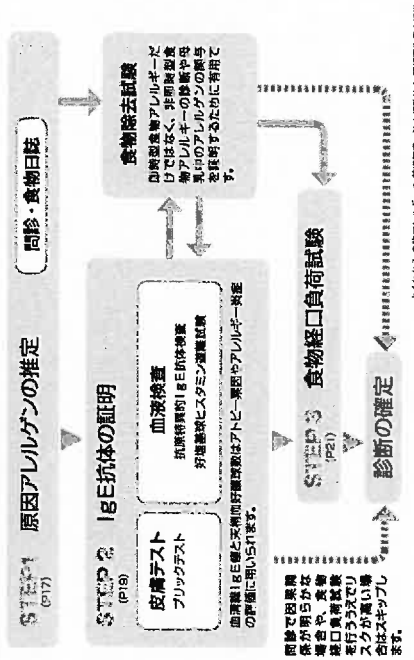 STEP1 原因アレルゲンの推定
(P17)
問診・食物日誌
STEP 2 IgE抗体の証明
(P19)
皮膚テスト
プリックテスト
血液検査
抗原特異的IgE抗体検査
好塩基球ヒスタミン遊離試験
血清総IgE値と末梢血好酸球数はアトピー素因やアレルギー炎症
の評価に用いられます。
食物除去試験
即時型食物アレルギーだ
けではなく、非即時型食
物アレルギーの診断や母
乳中のアレルゲンの関与
を証明するために有用で
す。
STEP 3 食物経口負荷試験
(P21)
診断の確定
問診で因果関
係が明らかな
場合や、食物
経口負荷試験
を行ううえでリ
スクが高い場
合はスキップし
ます。